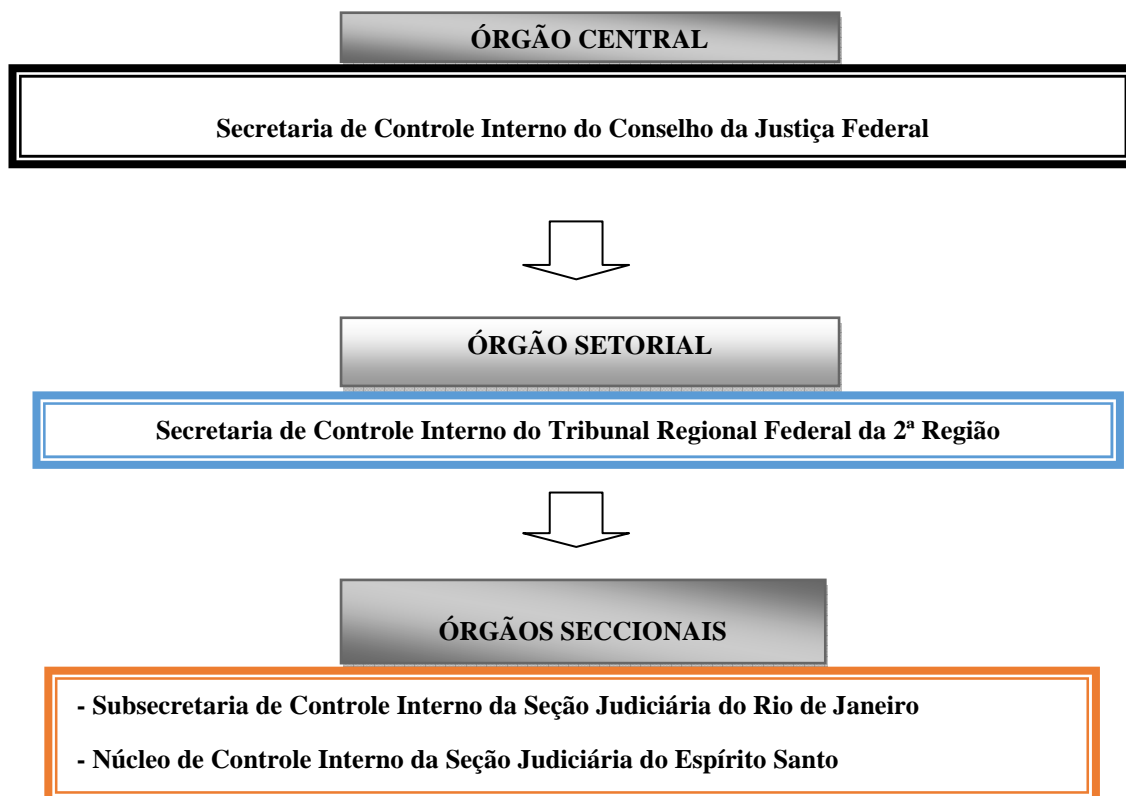 ÓRGÃO CENTRAL
Secretaria de Controle Interno do Conselho da Justiça Federal
ÓRGÃO SETORIAL
Secretaria de Controle Interno do Tribunal Regional Federal da 2ª Região
ÓRGÃOS SECCIONAIS
- Subsecretaria de Controle Interno da Seção Judiciária do Rio de Janeiro
- Núcleo de Controle Interno da Seção Judiciária do Espírito Santo